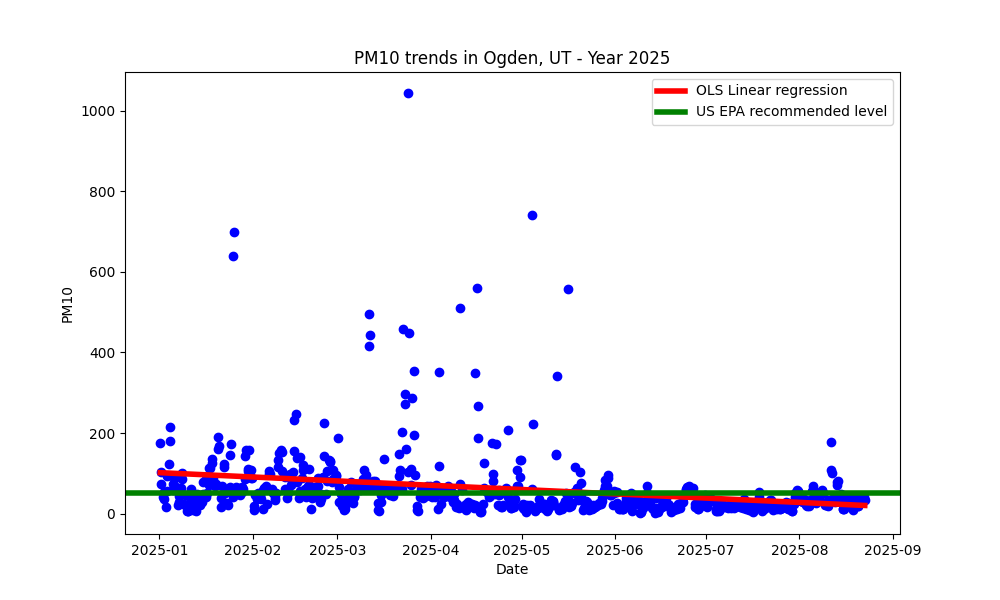 PM10 trends in Ogden, UT - Year 2025
OLS Linear regression
US EPA recommended level
1000
800
600
400
200
0
PM10
2025-01 2025-02 2025-03 2025-04 2025-05 2025-06 2025-07 2025-08 2025-09
Date